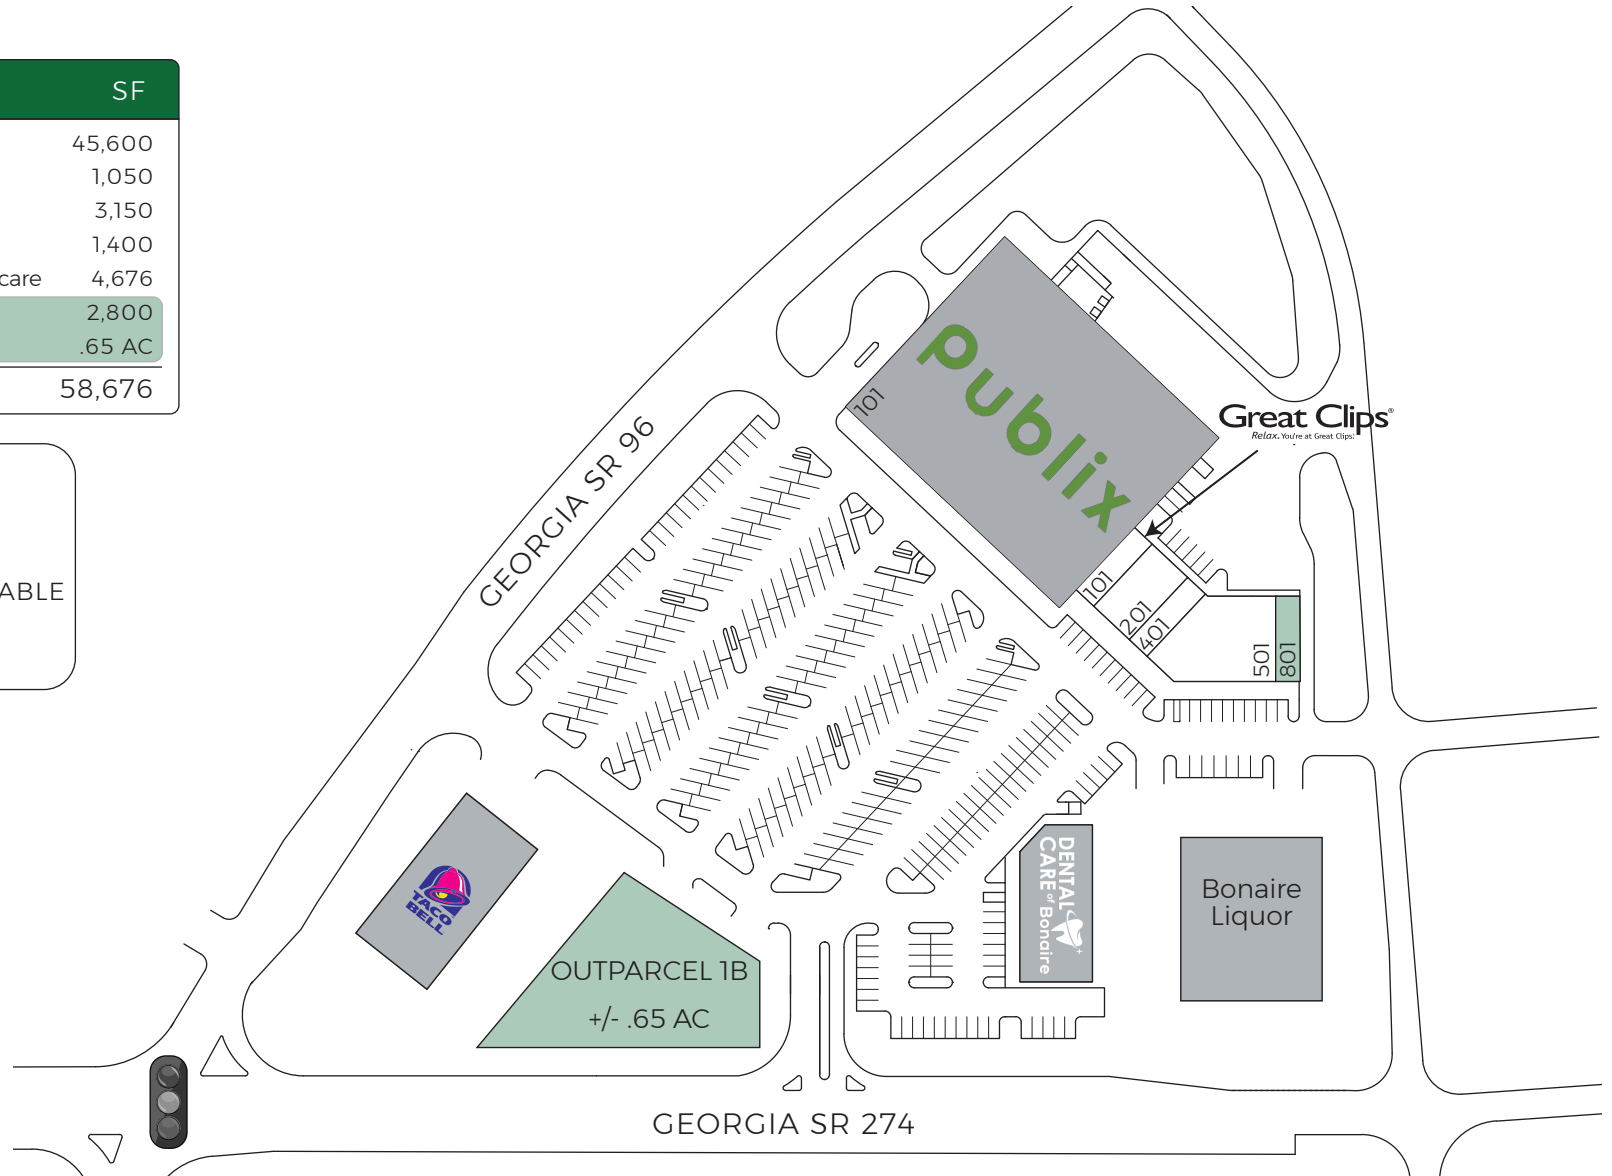 SF
45,600
1,050
3,150
1,400
care 4,676
2,800
.65 AC
58,676
ABLE
GEORGIA SR 96
publix
101
Great Clips®
Relax. You're at Great Clips.
101
201
401
501
801
TACO
BELL
OUTPARCEL 1B
+/- .65 AC
DENTAL
CARE of Bonaire
Bonaire
Liquor
GEORGIA SR 274